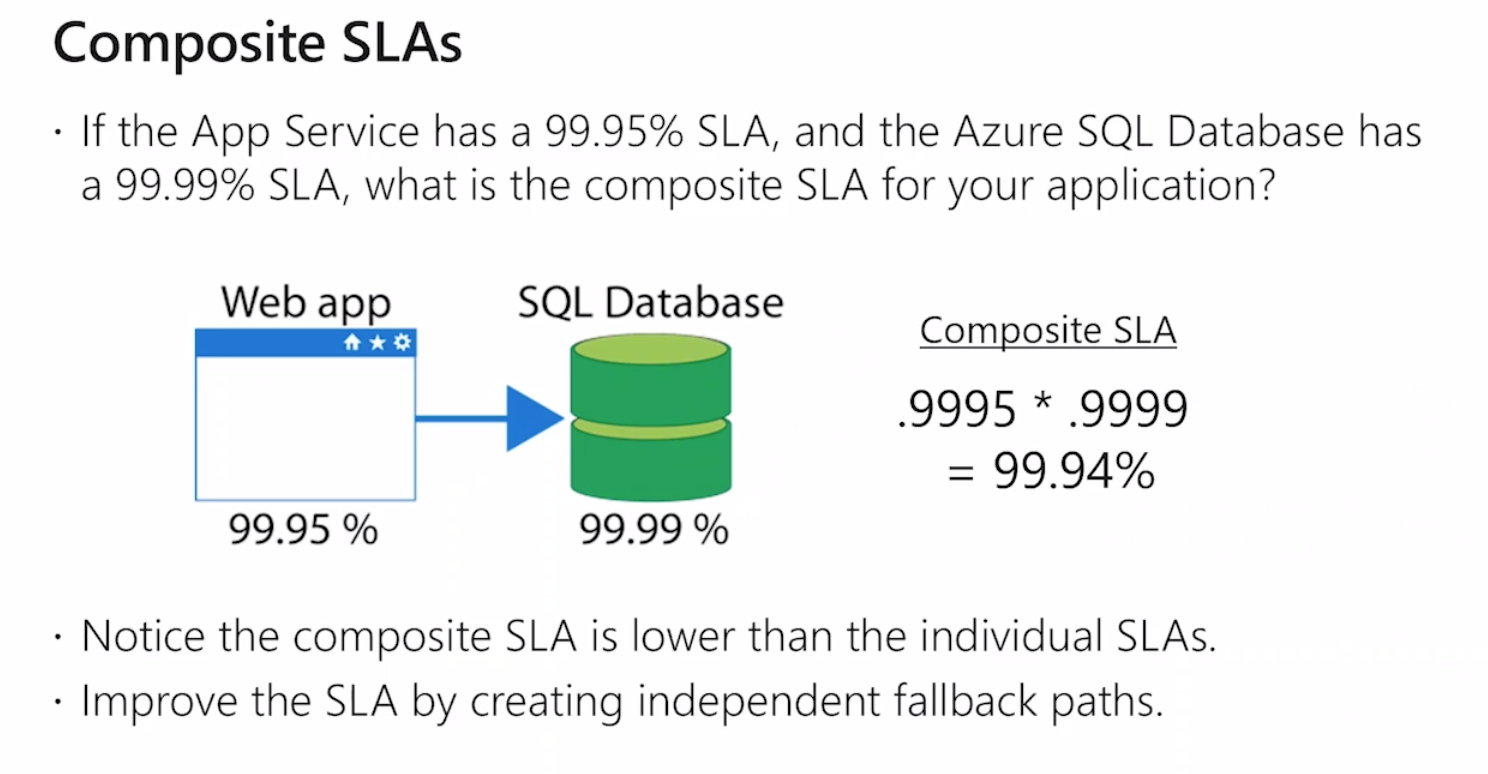 Composite SLAs
· If the App Service has a 99.95% SLA, and the Azure SQL Database has
a 99.99% SLA, what is the composite SLA for your application?
Web app
SQL Database
99.95 %
99.99 %
Composite SLA
.9995 * .9999
= 99.94%
· Notice the composite SLA is lower than the individual SLAs.
· Improve the SLA by creating independent fallback paths.